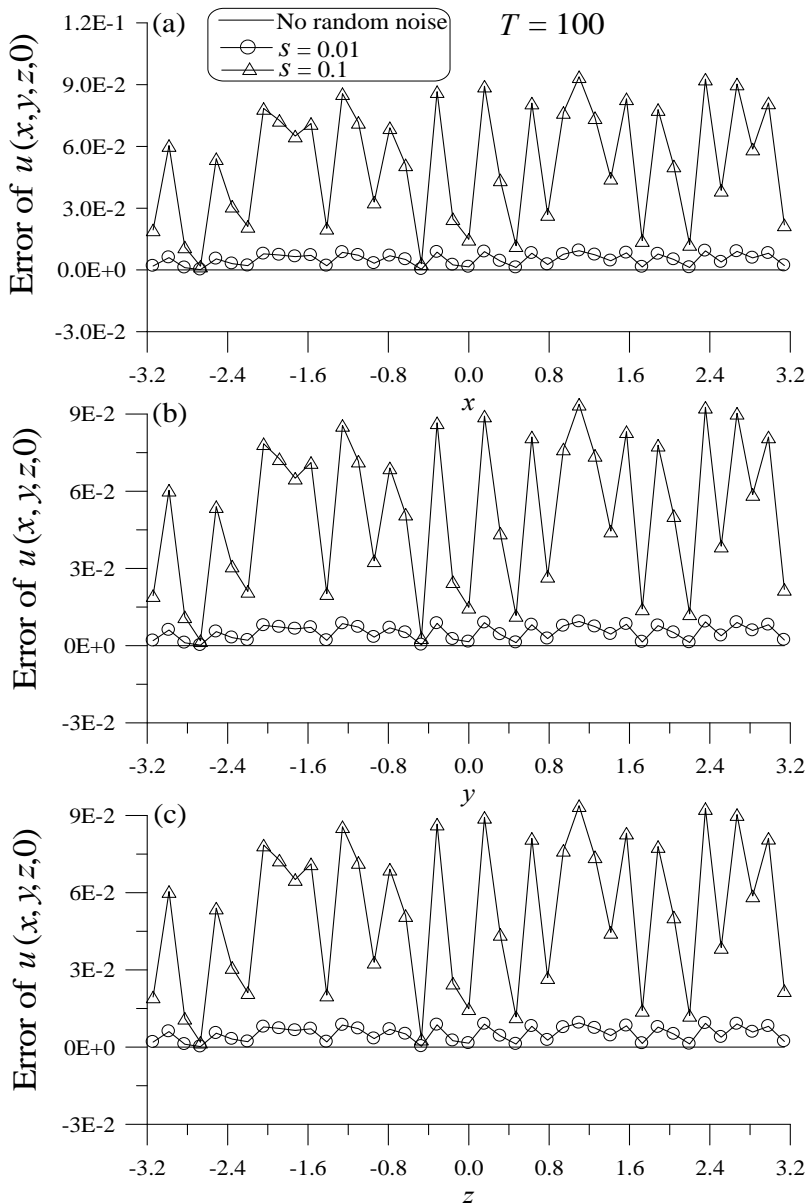 (a)
No random noise
s = 0.01
s = 0.1
T = 100
Error of u(x,y,z,0)
1.2E-1
9.0E-2
6.0E-2
3.0E-2
0.0E+0
-3.0E-2
-3.2 -2.4 -1.6 -0.8 0.0 0.8 1.6 2.4 3.2
x
(b)
Error of u(x,y,z,0)
9E-2
6E-2
3E-2
0E+0
-3E-2
-3.2 -2.4 -1.6 -0.8 0.0 0.8 1.6 2.4 3.2
y
(c)
Error of u(x,y,z,0)
9E-2
6E-2
3E-2
0E+0
-3E-2
-3.2 -2.4 -1.6 -0.8 0.0 0.8 1.6 2.4 3.2
z